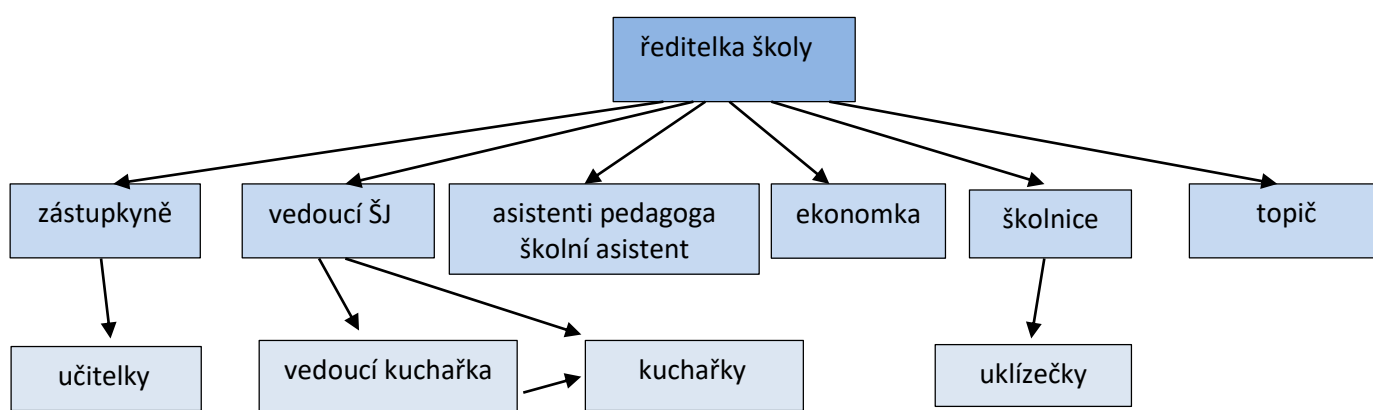 ředitelka školy
zástupkyně
vedoucí ŠJ
asistenti pedagoga
školní asistent
ekonomka
školnice
topič
učitelky
vedoucí kuchařka
kuchařky
uklízečky